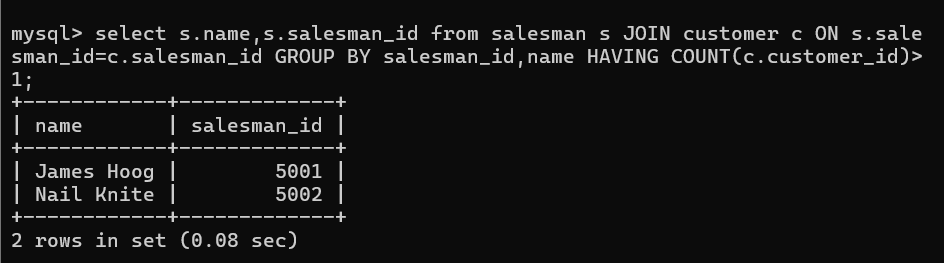 mysql> select s.name,s.salesman_id from salesman s JOIN customer c ON s.sale
sman_id=c.salesman_id GROUP BY salesman_id,name HAVING COUNT(c.customer_id)>
1;
+------------+-------------+
| name       | salesman_id |
+------------+-------------+
| James Hoog |        5001 |
| Nail Knite |        5002 |
+------------+-------------+
2 rows in set (0.08 sec)